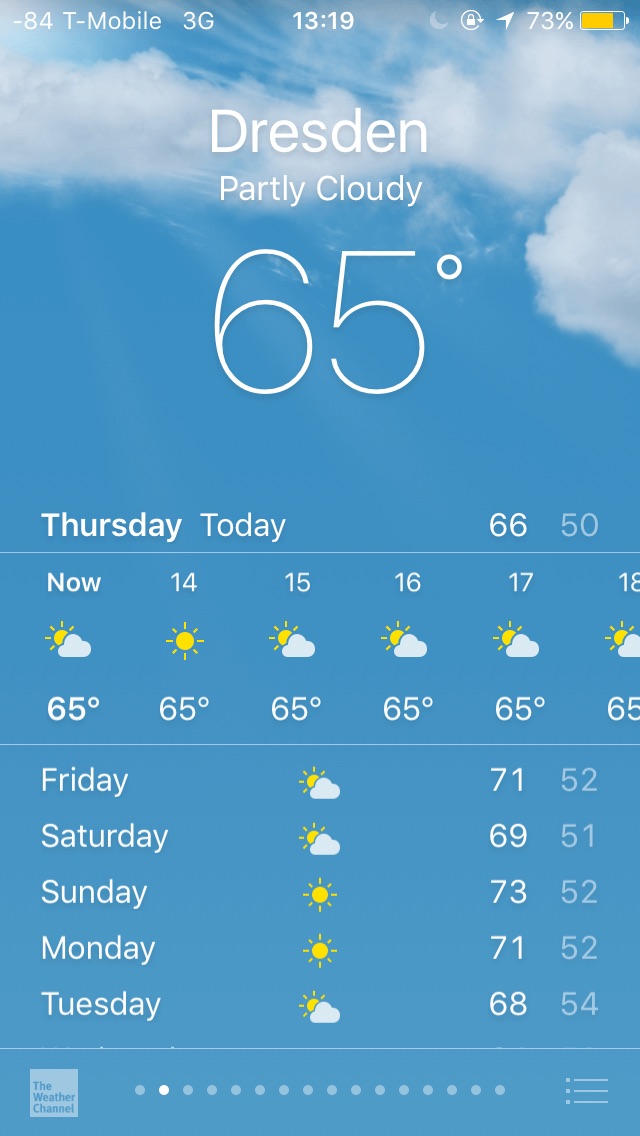 -84 T-Mobile 3G 13:19 73%
Dresden
Partly Cloudy
65°
Thursday Today 66 50
Now 14 15 16 17 18
65° 65° 65° 65° 65° 65
Friday 71 52
Saturday 69 51
Sunday 73 52
Monday 71 52
Tuesday 68 54
The
Weather
Channel